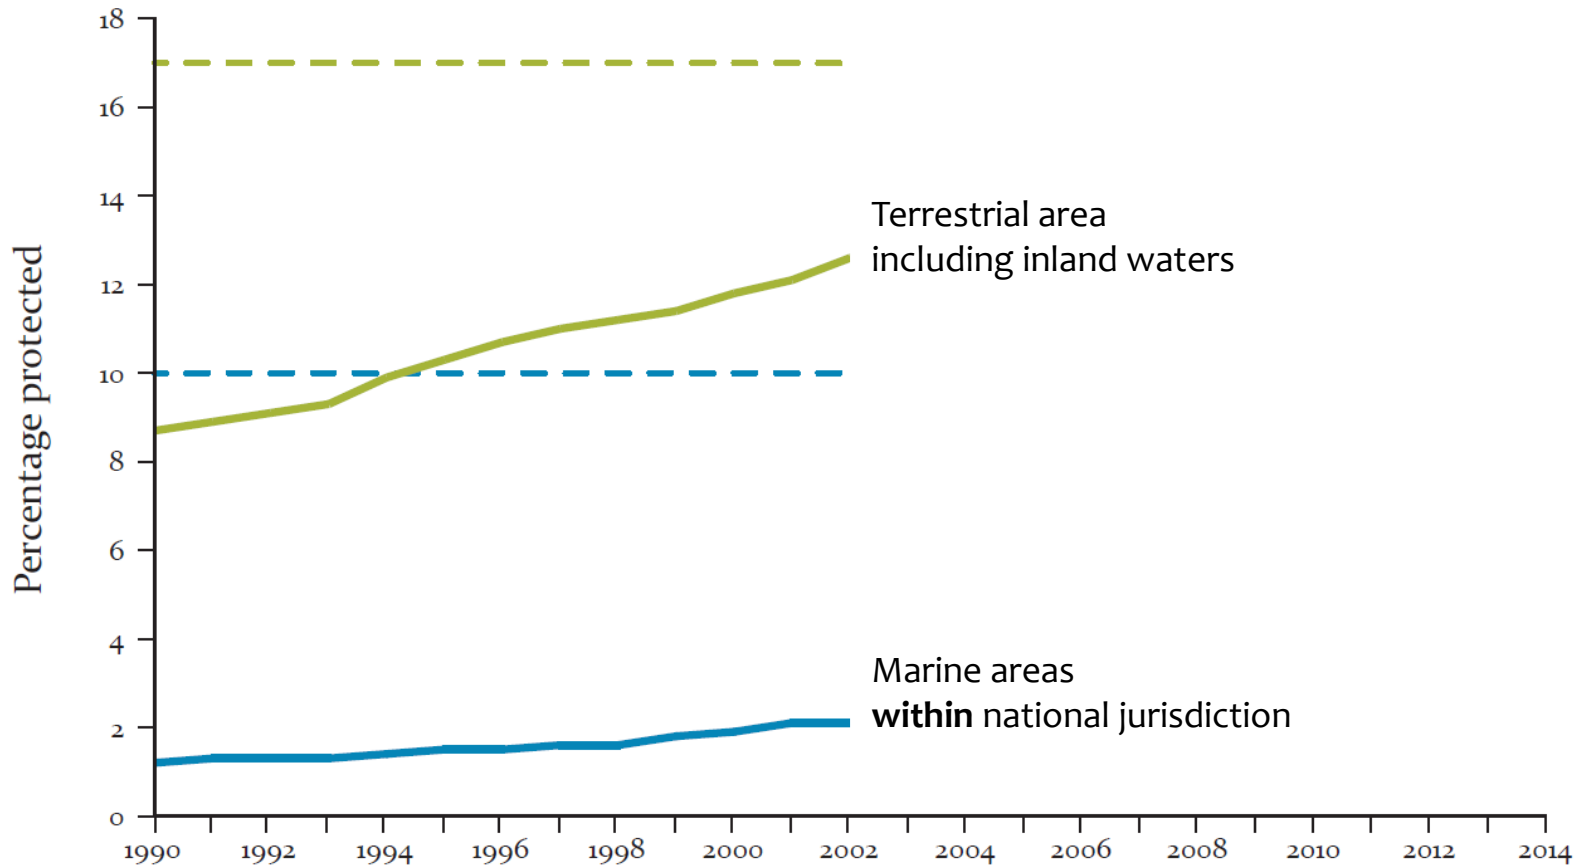 Percentage protected
18
16
14
12
10
8
6
4
2
0
Terrestrial area
including inland waters
Marine areas
within national jurisdiction
1990 1992 1994 1996 1998 2000 2002 2004 2006 2008 2010 2012 2014